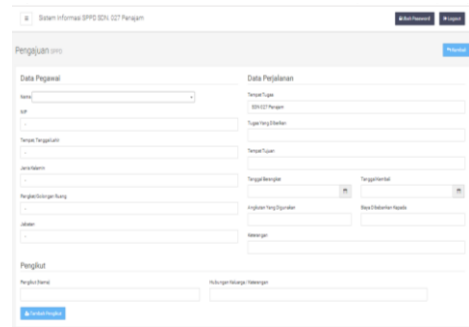 Sistem Informasi SPPD SDN. 027 Penajam
Logout
Pengajuan SPPD
Kembali
Data Pegawai
Nama
NIP
-
Tempat Tanggal Lahir
-
Jenis Kelamin
-
Pangkat Golongan Ruang
-
Jabatan
-
Data Perjalanan
Tempat Tugas
SDN 027 Penajam
Tugas Yang Diberikan
Tempat Tujuan
Tanggal Berangkat
Tanggal Kembali
Angkutan Yang Digunakan
Biaya Dibebankan Kepada
Keterangan
Pengikut
Pengikut (Nama)
Hubungan Keluarga / Keterangan
Tambah Pengikut